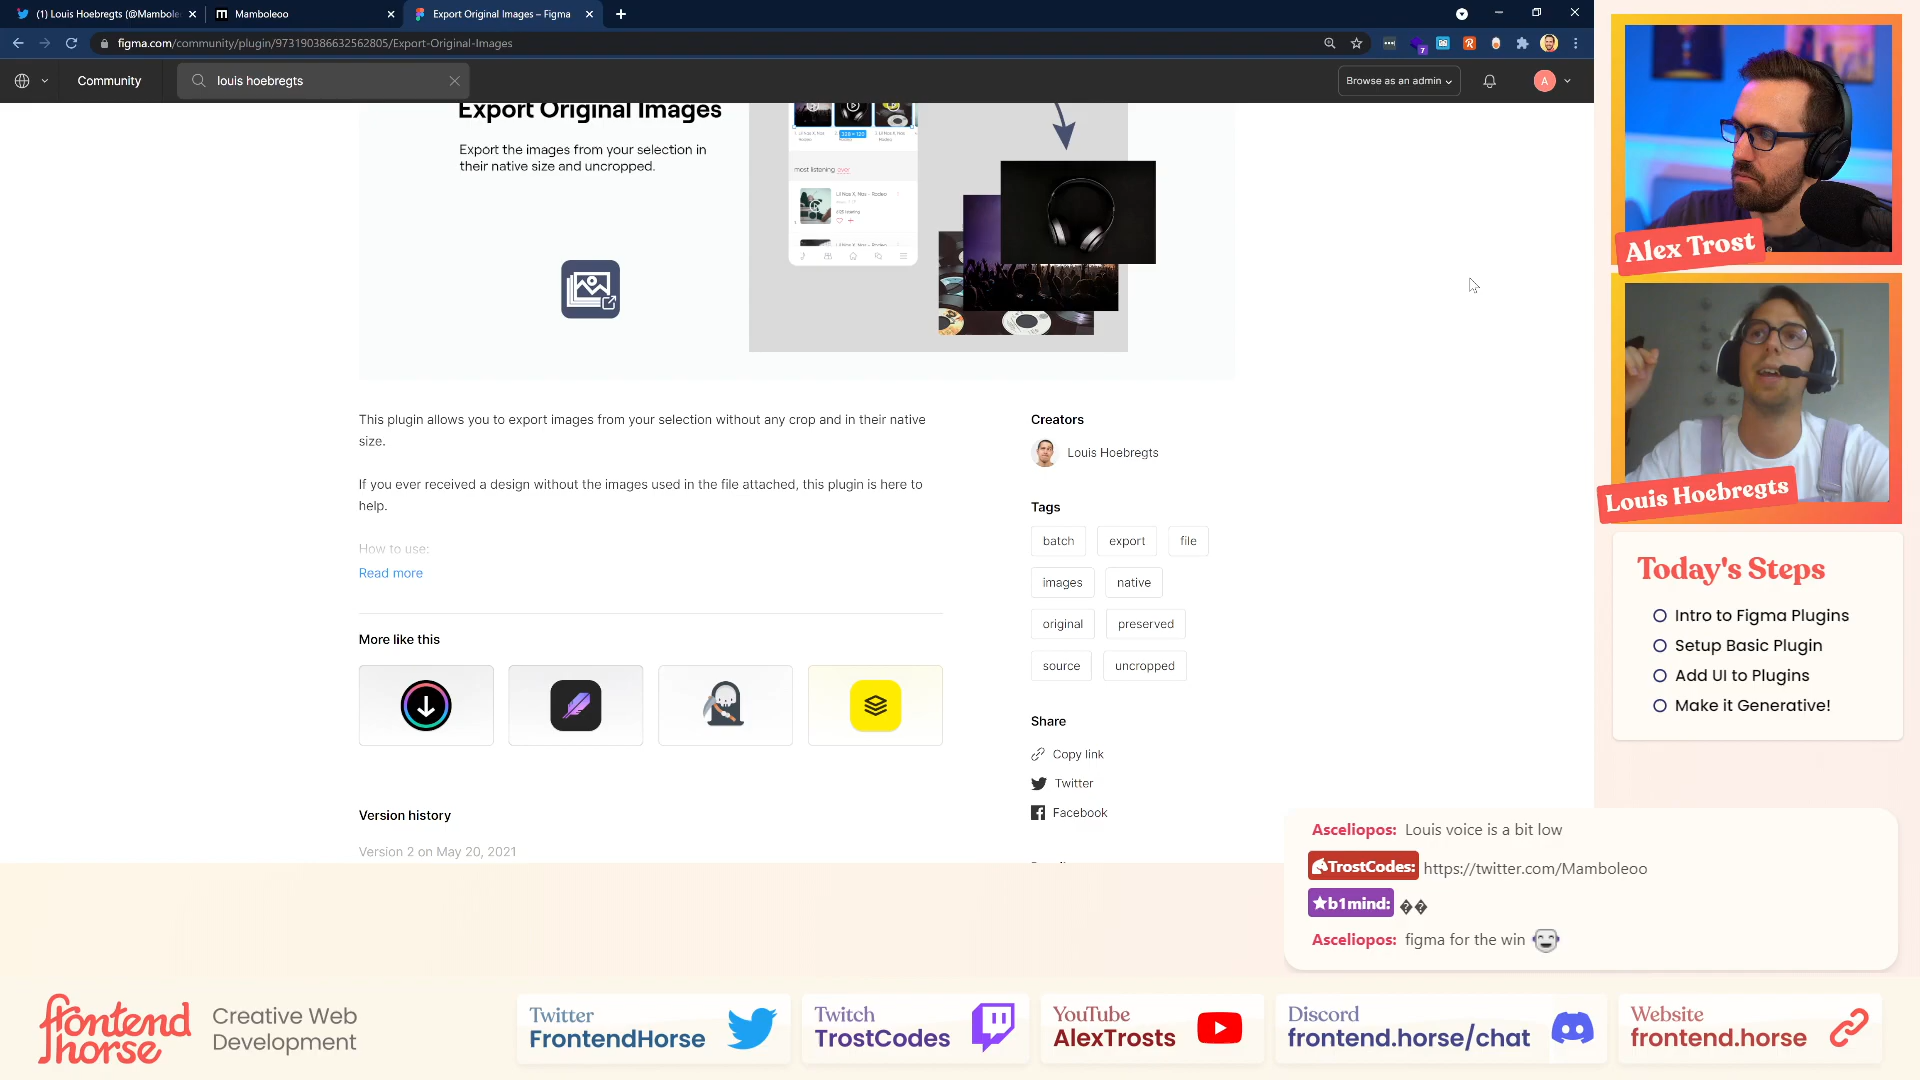 (1) Louis Hoebregts (@Mambole
Mamboleoo
Export Original Images – Figma
figma.com/community/plugin/973190386632562805/Export-Original-Images
Community
louis hoebregts
Browse as an admin
A
Export Original Images
Export the images from your selection in
their native size and uncropped.
most listening over
Lil Nas X, Nas - Rodeo
This plugin allows you to export images from your selection without any crop and in their native
size.
If you ever received a design without the images used in the file attached, this plugin is here to
help.
How to use:
Read more
More like this
Version history
Version 2 on May 20, 2021
Creators
Louis Hoebregts
Tags
batch export file
images native
original preserved
source uncropped
Share
Copy link
Twitter
Facebook
Alex Trost
Louis Hoebregts
Today's Steps
Intro to Figma Plugins
Setup Basic Plugin
Add UI to Plugins
Make it Generative!
Asceliopos: Louis voice is a bit low
TrostCodes: https://twitter.com/Mamboleoo
b1mind: ��
Asceliopos: figma for the win
frontend
horse
Creative Web
Development
Twitter
FrontendHorse
Twitch
TrostCodes
YouTube
AlexTrosts
Discord
frontend.horse/chat
Website
frontend.horse